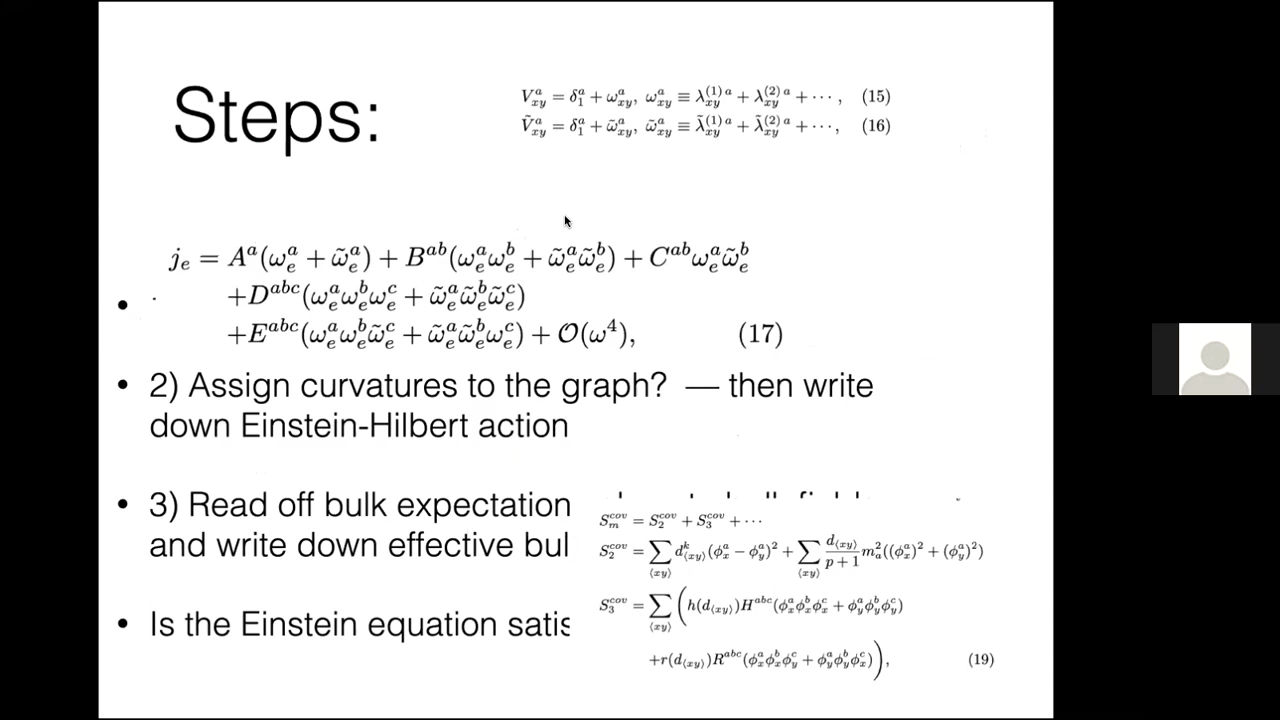 Steps:
V^a_{xy} = δ^a_1 + ω^a_{xy}, ω^a_{xy} ≡ λ^{(1) a}_{xy} + λ^{(2) a}_{xy} + ⋯ , (15)
Ṽ^a_{xy} = δ^a_1 + ω̃^a_{xy}, ω̃^a_{xy} ≡ λ̃^{(1) a}_{xy} + λ̃^{(2) a}_{xy} + ⋯, (16)
j_e = A^a(ω^a_e + ω̃^a_e) + B^{ab}(ω^a_e ω^b_e + ω̃^a_e ω̃^b_e) + C^{ab} ω^a_e ω̃^b_e
+D^{abc}(ω^a_e ω^b_e ω^c_e + ω̃^a_e ω̃^b_e ω̃^c_e)
+E^{abc}(ω^a_e ω^b_e ω̃^c_e + ω̃^a_e ω̃^b_e ω^c_e) + 𝒪(ω^4), (17)
• 2) Assign curvatures to the graph? — then write
down Einstein-Hilbert action
• 3) Read off bulk expectation
and write down effective bul
• Is the Einstein equation satis
S^{cov}_m = S^{cov}_2 + S^{cov}_3 + ⋯
S^{cov}_2 = ∑_{⟨xy⟩} d^k_{⟨xy⟩}(ϕ^a_x − ϕ^a_y)^2 + ∑_{⟨xy⟩} \frac{d_{⟨xy⟩}}{p+1} m^2_a((ϕ^a_x)^2 + (ϕ^a_y)^2)
S^{cov}_3 = ∑_{⟨xy⟩} ( h(d_{⟨xy⟩})H^{abc}(ϕ^a_x ϕ^b_x ϕ^c_x + ϕ^a_y ϕ^b_y ϕ^c_y)
+r(d_{⟨xy⟩})R^{abc}(ϕ^a_x ϕ^b_x ϕ^c_y + ϕ^a_y ϕ^b_y ϕ^c_x) ), (19)